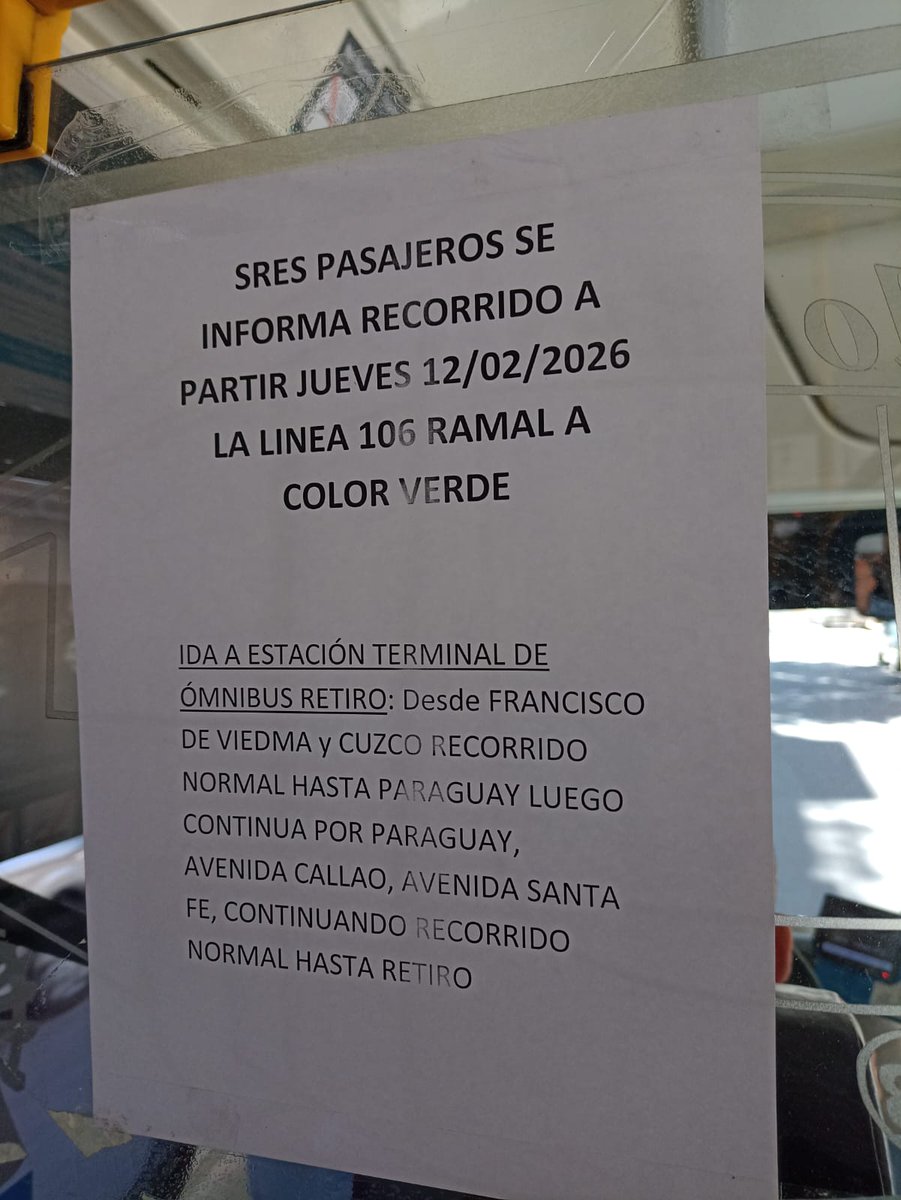 SRES PASAJEROS SE
INFORMA RECORRIDO A
PARTIR JUEVES 12/02/2026
LA LINEA 106 RAMAL A
COLOR VERDE
IDA A ESTACIÓN TERMINAL DE
ÓMNIBUS RETIRO: Desde FRANCISCO
DE VIEDMA y CUZCO RECORRIDO
NORMAL HASTA PARAGUAY LUEGO
CONTINUA POR PARAGUAY,
AVENIDA CALLAO, AVENIDA SANTA
FE, CONTINUANDO RECORRIDO
NORMAL HASTA RETIRO